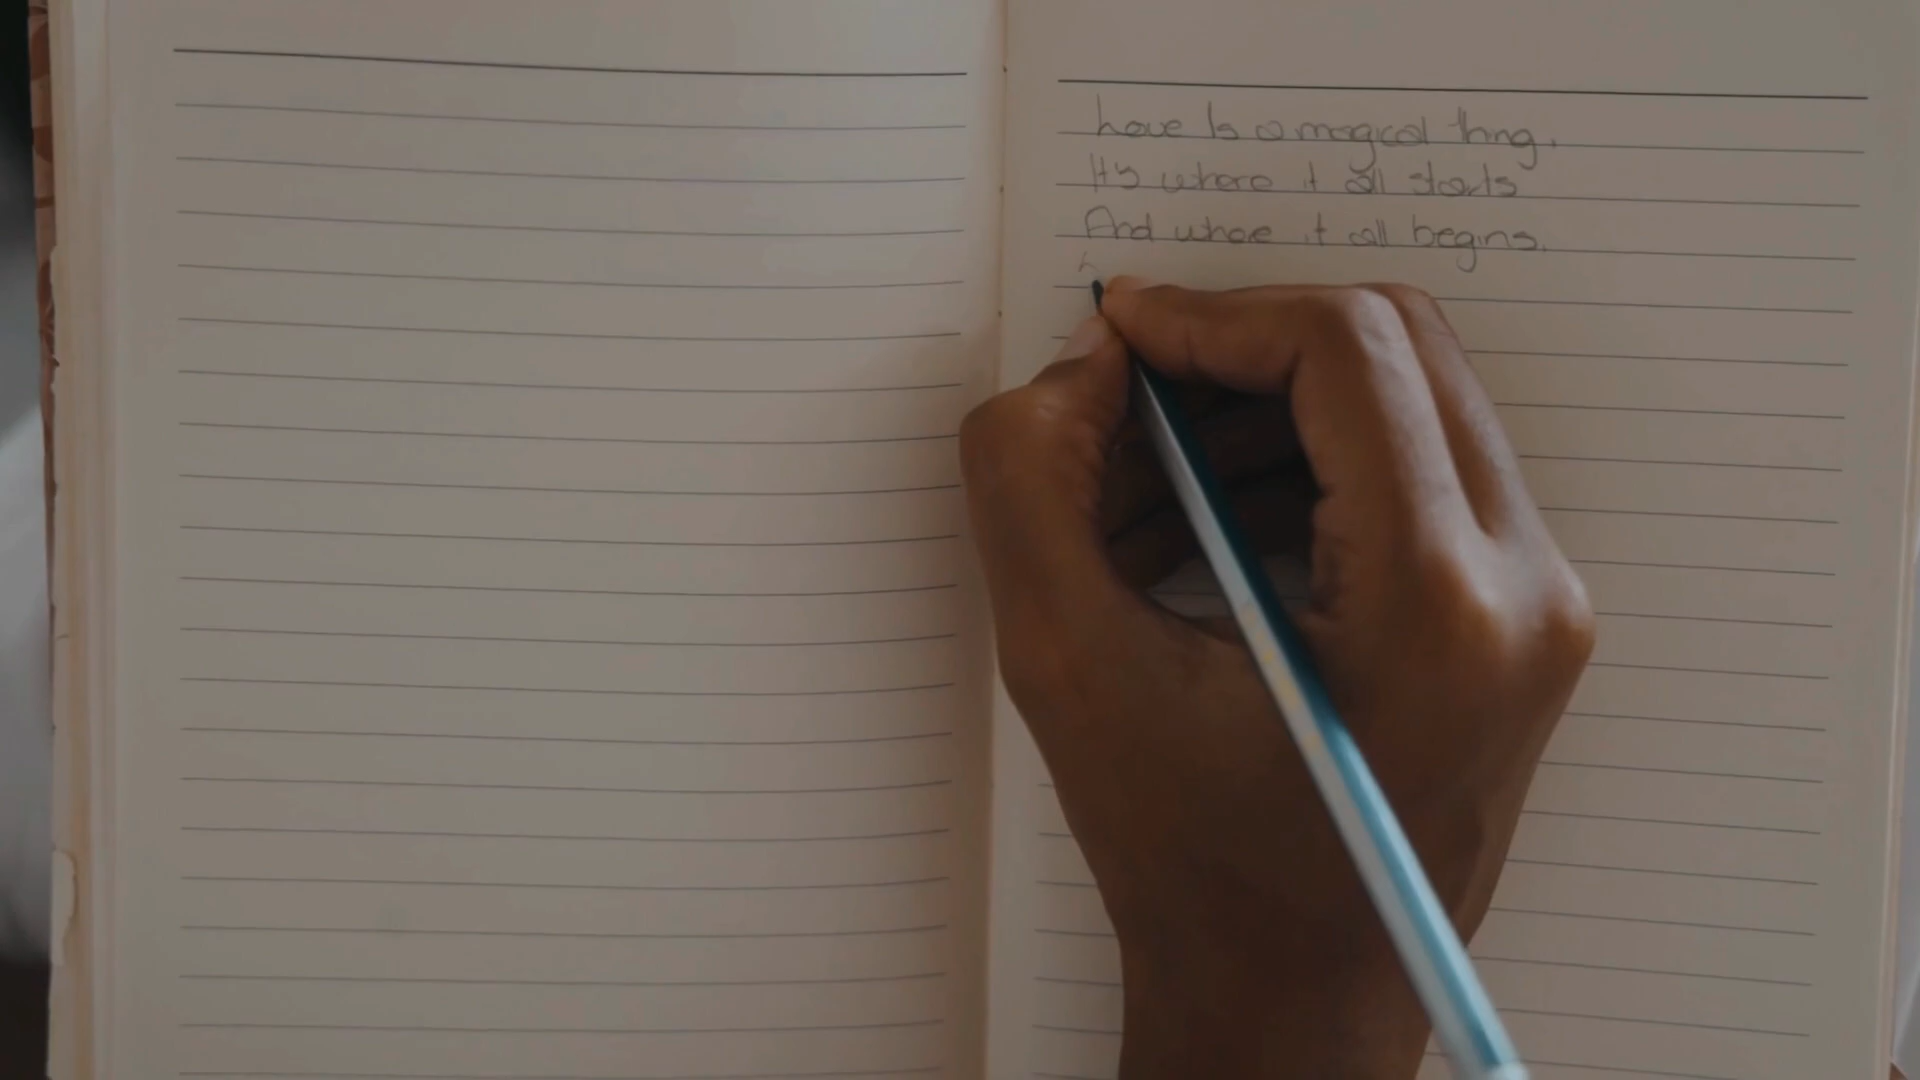 Love Is a magical thing.
It's where it all starts
And where it all begins.